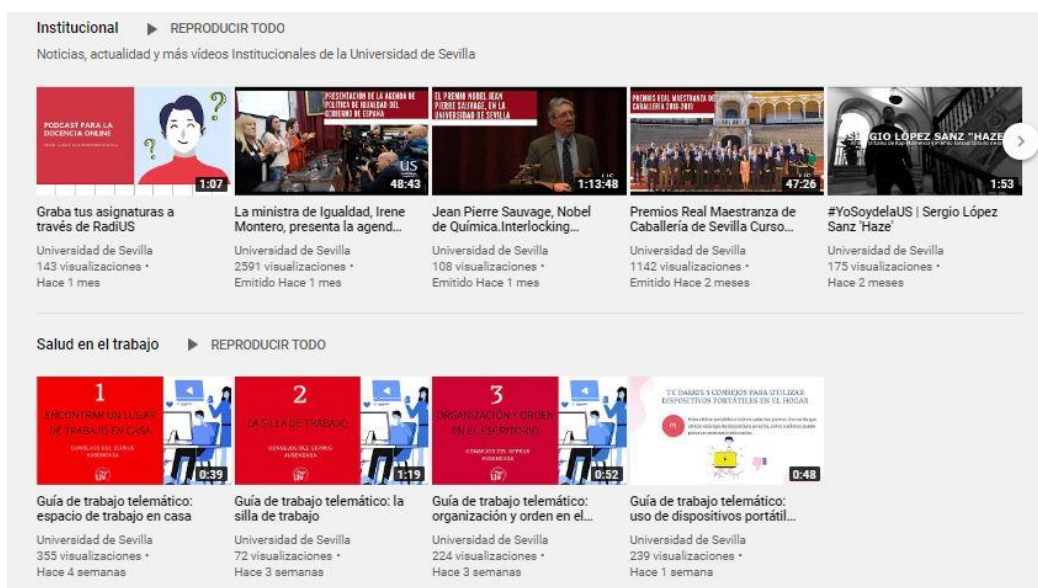 Institucional REPRODUCIR TODO
Noticias, actualidad y más vídeos Institucionales de la Universidad de Sevilla
PODCAST PARA LA
DOCENCIA ONLINE
1:07
PRESENTACIÓN DE LA AGENDA DE
POLÍTICA DE IGUALDAD DEL
GOBIERNO DE ESPAÑA
us
48:43
EL PREMIO NOBEL JEAN
PIERRE SAUVAGE, EN LA
UNIVERSIDAD DE SEVILLA
1:13:48
PREMIOS REAL MAESTRANZA DE
CABALLERÍA 2018-2019
47:26
SERGIO LÓPEZ SANZ "HAZE
1:53
Graba tus asignaturas a
través de RadiUS
Universidad de Sevilla
143 visualizaciones •
Hace 1 mes
La ministra de Igualdad, Irene
Montero, presenta la agend...
Universidad de Sevilla
2591 visualizaciones •
Emitido Hace 1 mes
Jean Pierre Sauvage, Nobel
de Química.Interlocking...
Universidad de Sevilla
108 visualizaciones •
Emitido Hace 1 mes
Premios Real Maestranza de
Caballería de Sevilla Curso...
Universidad de Sevilla
1142 visualizaciones •
Emitido Hace 2 meses
#YoSoydelaUS | Sergio López
Sanz 'Haze'
Universidad de Sevilla
175 visualizaciones •
Hace 2 meses
Salud en el trabajo REPRODUCIR TODO
1
ENCONTRAR UN LUGAR
DE TRABAJO EN CASA
CONSEJOS DEL SEPRUS
0:39
2
LA SILLA DE TRABAJO
CONSEJOS DEL SEPRUS
1:19
3
ORGANIZACIÓN Y ORDEN
EN EL ESCRITORIO
CONSEJOS DEL SEPRUS
0:52
TE DAMOS 5 CONSEJOS PARA UTILIZAR
DISPOSITIVOS PORTÁTILES EN EL HOGAR
0:48
Guía de trabajo telemático:
espacio de trabajo en casa
Universidad de Sevilla
355 visualizaciones •
Hace 4 semanas
Guía de trabajo telemático: la
silla de trabajo
Universidad de Sevilla
72 visualizaciones •
Hace 3 semanas
Guía de trabajo telemático:
organización y orden en el...
Universidad de Sevilla
224 visualizaciones •
Hace 3 semanas
Guía de trabajo telemático:
uso de dispositivos portátil...
Universidad de Sevilla
239 visualizaciones •
Hace 1 semana